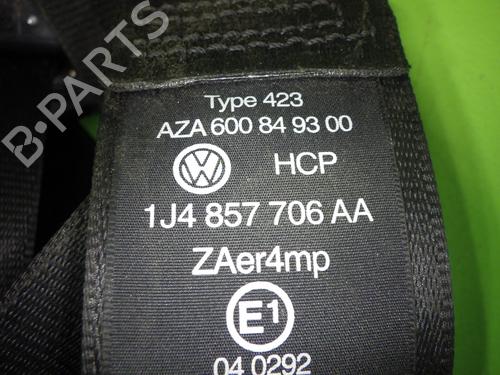 B-PARTS
Type 423
AZA 600 84 93 00
HCP
1J4 857 706 AA
ZAer4mp
E1
04 0292